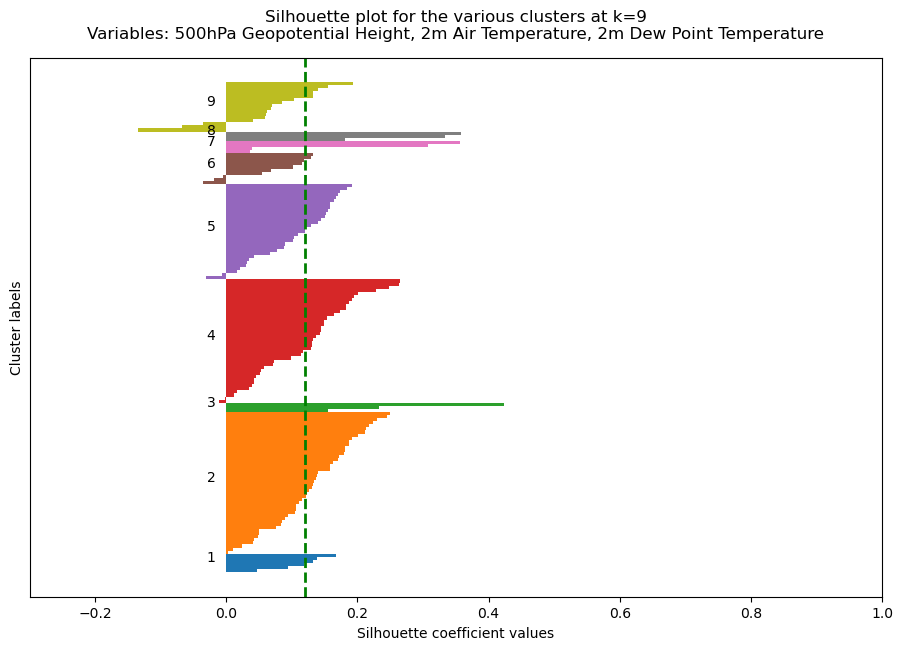 Silhouette plot for the various clusters at k=9
Variables: 500hPa Geopotential Height, 2m Air Temperature, 2m Dew Point Temperature
Cluster labels
9
8
7
6
5
4
3
2
1
−0.2 0.0 0.2 0.4 0.6 0.8 1.0
Silhouette coefficient values